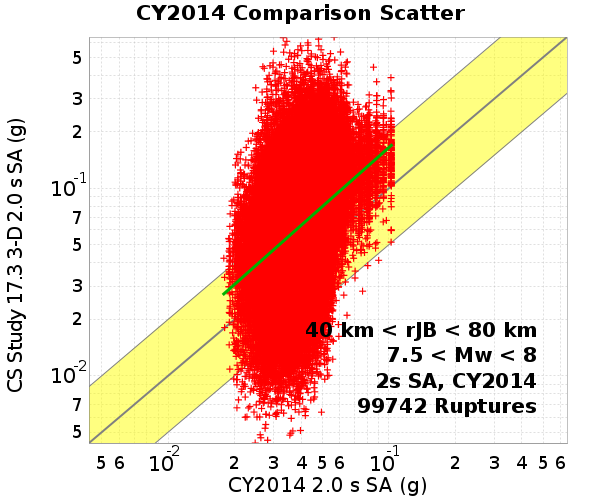 CY2014 Comparison Scatter
CS Study 17.3 3-D 2.0 s SA (g)
5
3
2
10-1
7
5
3
2
10-2
7
5
40 km < rJB < 80 km
7.5 < Mw < 8
2s SA, CY2014
99742 Ruptures
5 6 10-2 2 3 4 5 6 10-1 2 3 4 5 6
CY2014 2.0 s SA (g)